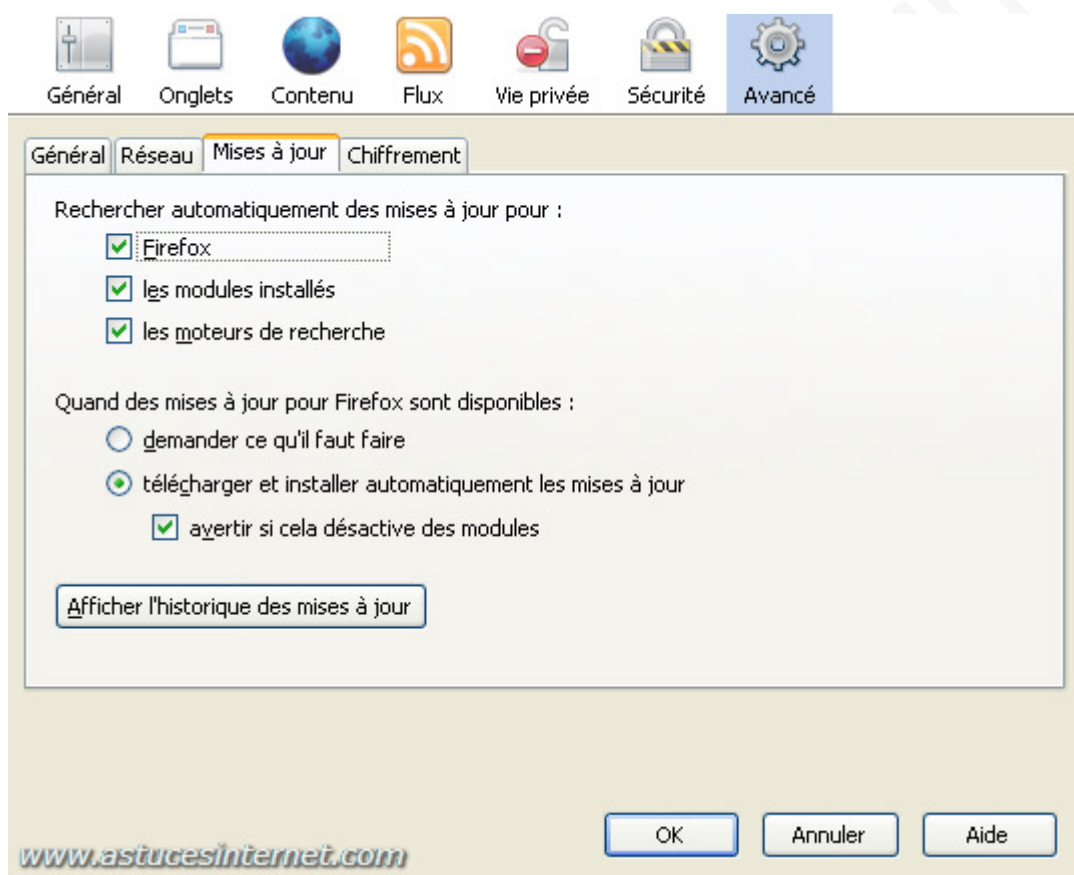 Général Onglets Contenu Flux Vie privée Sécurité Avancé
Général Réseau Mises à jour Chiffrement
Rechercher automatiquement des mises à jour pour :
Firefox
les modules installés
les moteurs de recherche
Quand des mises à jour pour Firefox sont disponibles :
demander ce qu'il faut faire
télécharger et installer automatiquement les mises à jour
avertir si cela désactive des modules
Afficher l'historique des mises à jour
OK Annuler Aide
www.astucesinternet.com